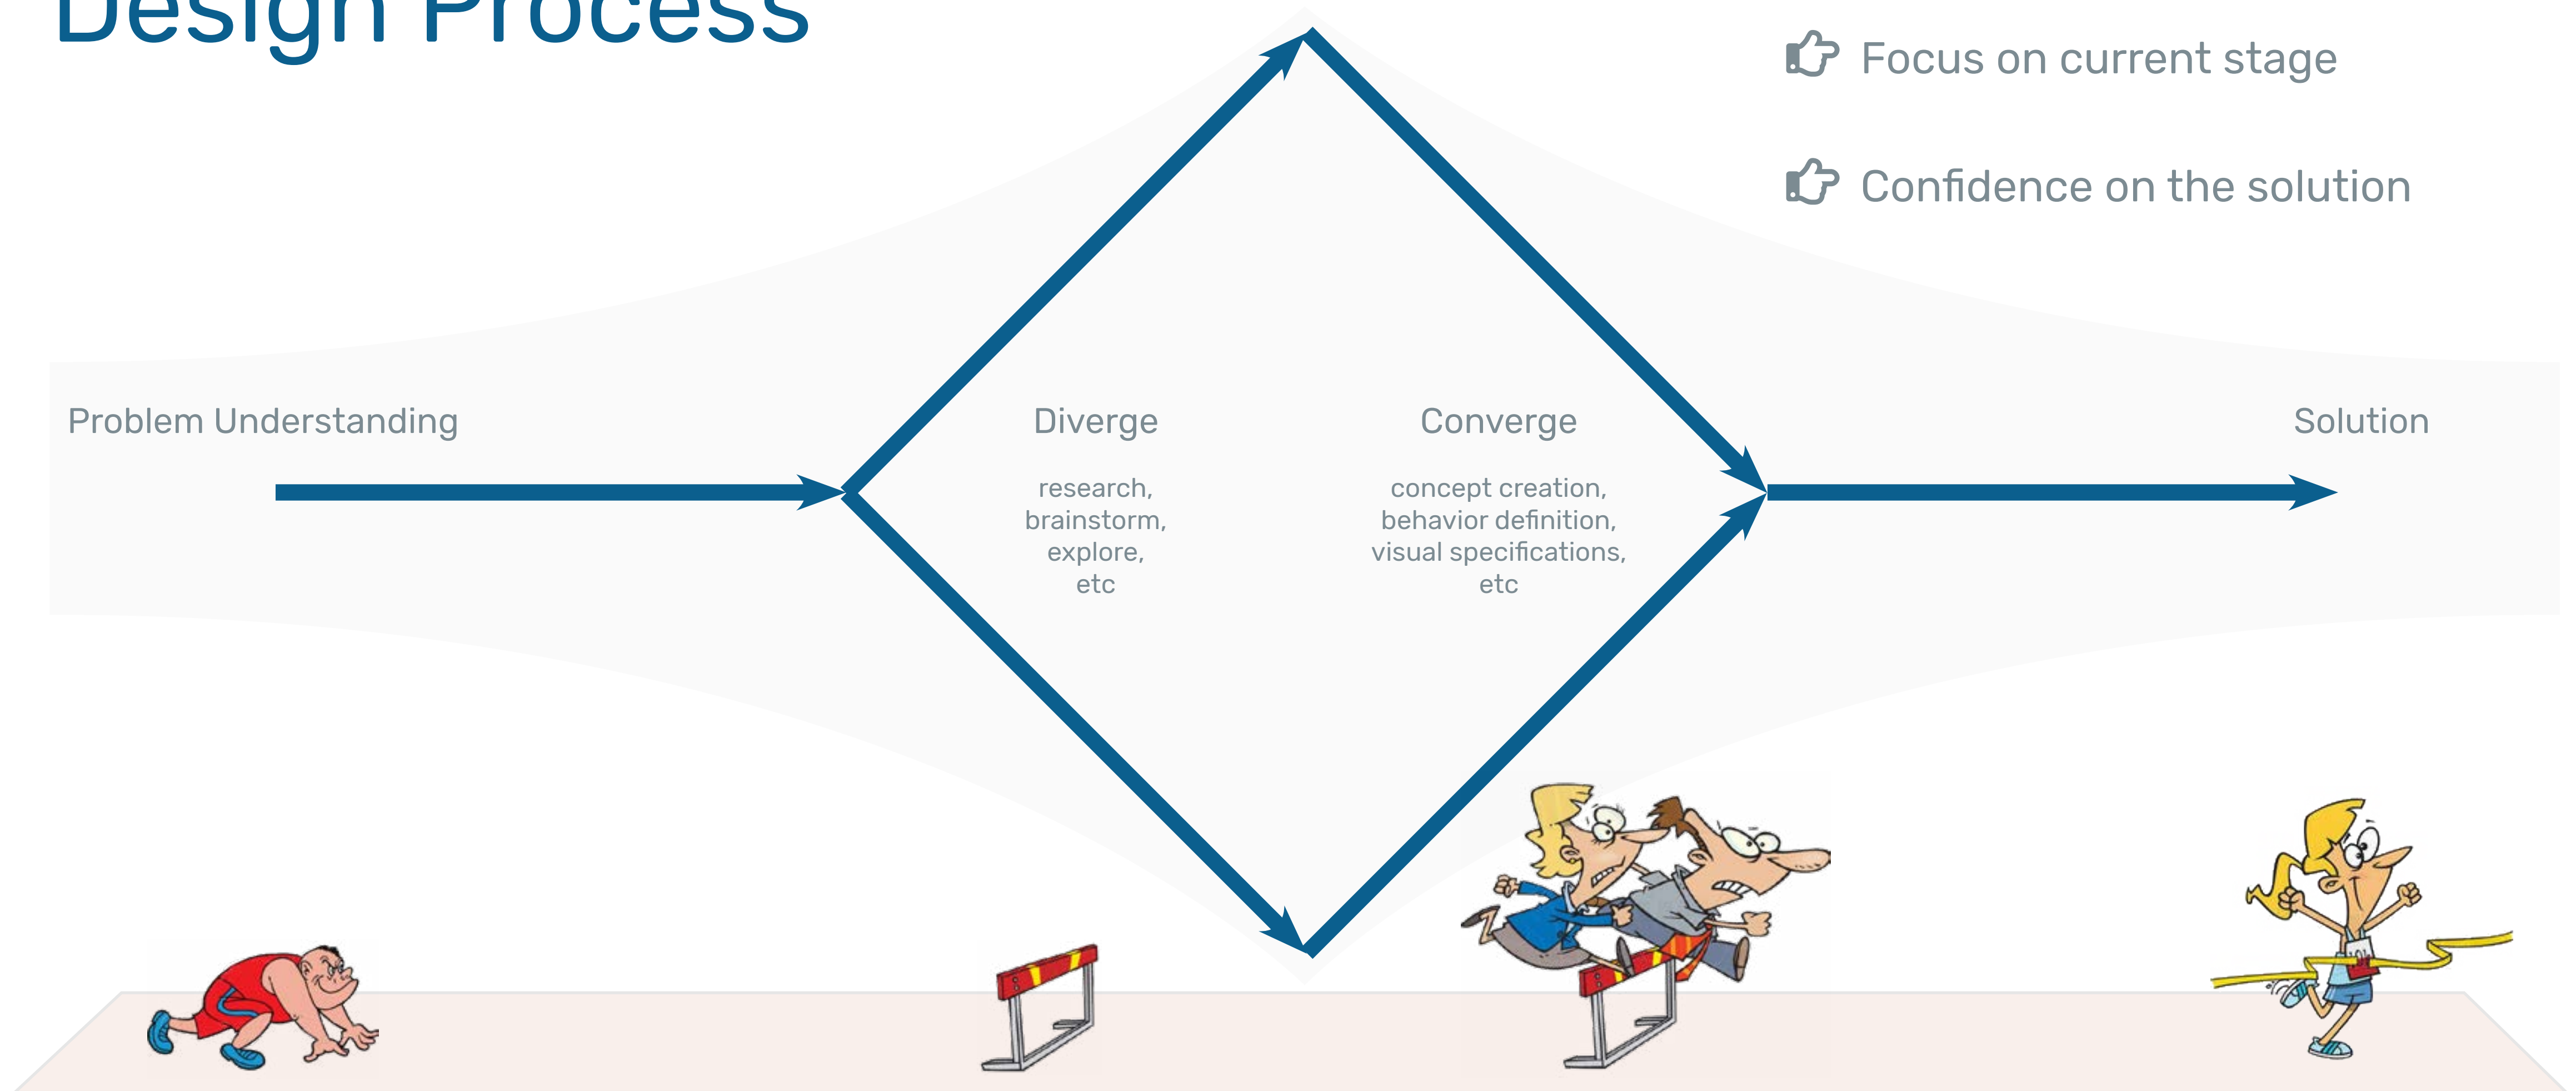 Design Process
Focus on current stage
Confidence on the solution
Problem Understanding
Diverge
research,
brainstorm,
explore,
etc
Converge
concept creation,
behavior definition,
visual specifications,
etc
Solution